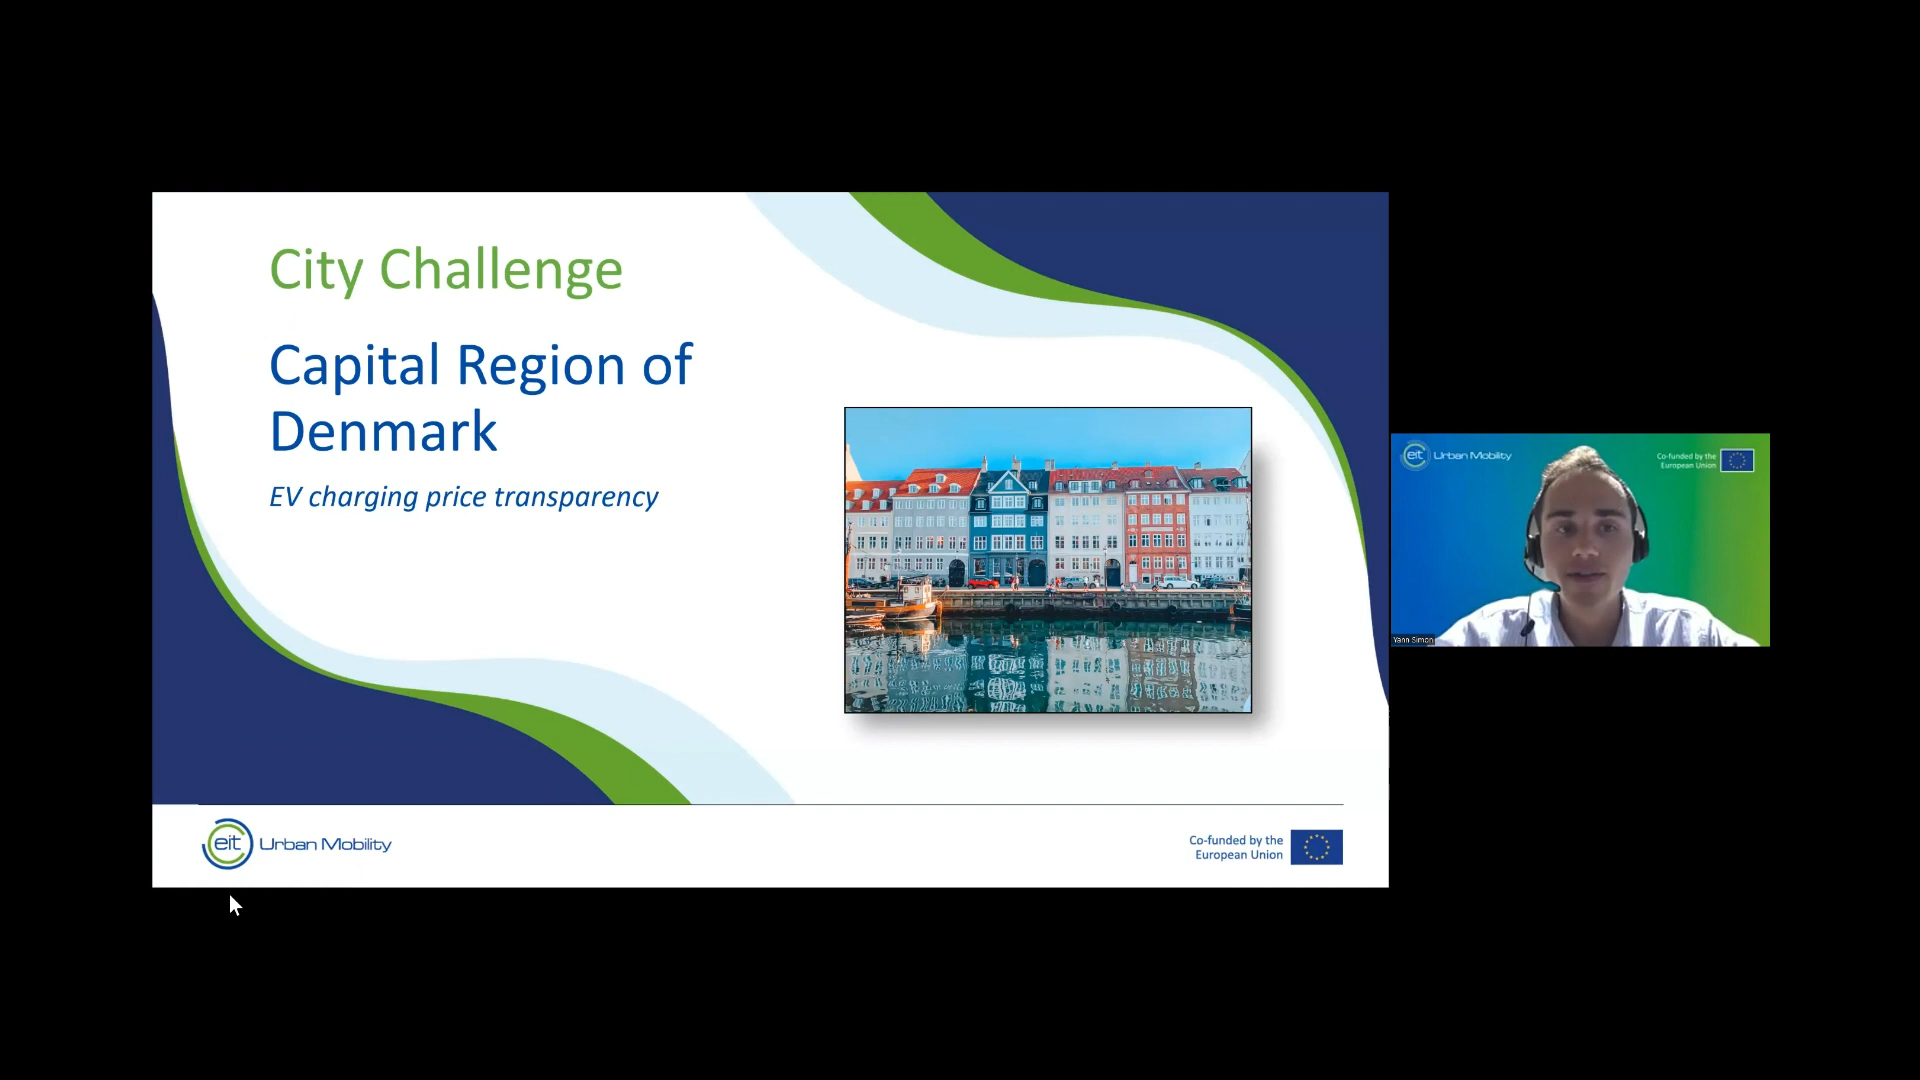 City Challenge
Capital Region of
Denmark
EV charging price transparency
eit Urban Mobility
Co-funded by the
European Union
eit Urban Mobility
Co-funded by the
European Union
Yann Simon